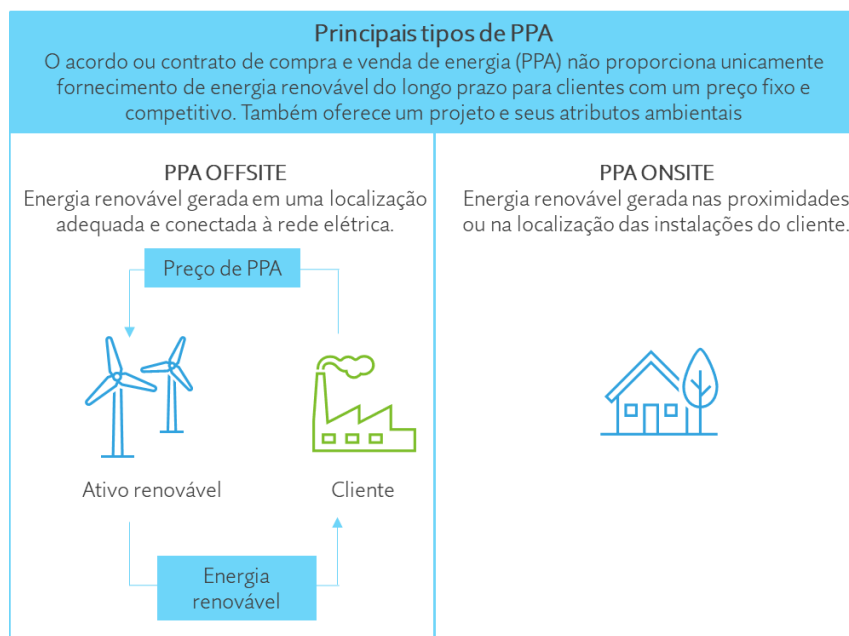 Principais tipos de PPA
O acordo ou contrato de compra e venda de energia (PPA) não proporciona unicamente
fornecimento de energia renovável do longo prazo para clientes com um preço fixo e
competitivo. Também oferece um projeto e seus atributos ambientais
PPA OFFSITE
Energia renovável gerada em uma localização
adequada e conectada à rede elétrica.
Preço de PPA
Ativo renovável
Cliente
Energia
renovável
PPA ONSITE
Energia renovável gerada nas proximidades
ou na localização das instalações do cliente.